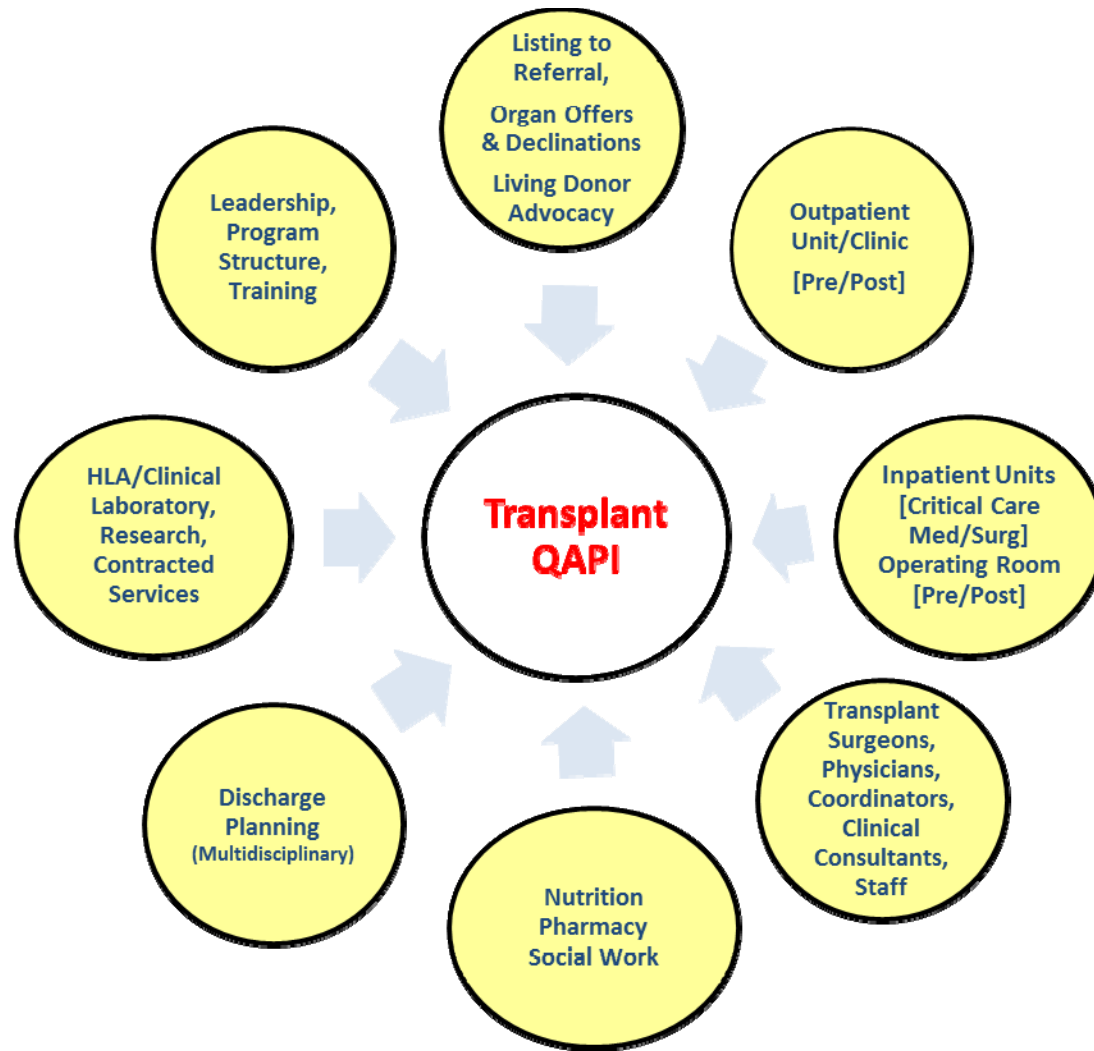 Listing to
Referral,
Organ Offers
& Declinations
Living Donor
Advocacy
Outpatient
Unit/Clinic
[Pre/Post]
Inpatient Units
[Critical Care
Med/Surg]
Operating Room
[Pre/Post]
Transplant
Surgeons,
Physicians,
Coordinators,
Clinical
Consultants,
Staff
Nutrition
Pharmacy
Social Work
Discharge
Planning
(Multidisciplinary)
HLA/Clinical
Laboratory,
Research,
Contracted
Services
Leadership,
Program
Structure,
Training
Transplant
QAPI